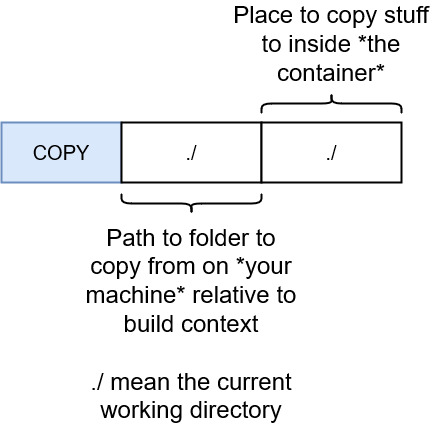 Place to copy stuff
to inside *the
container*
COPY ./ ./
Path to folder to
copy from on *your
machine* relative to
build context
./ mean the current
working directory